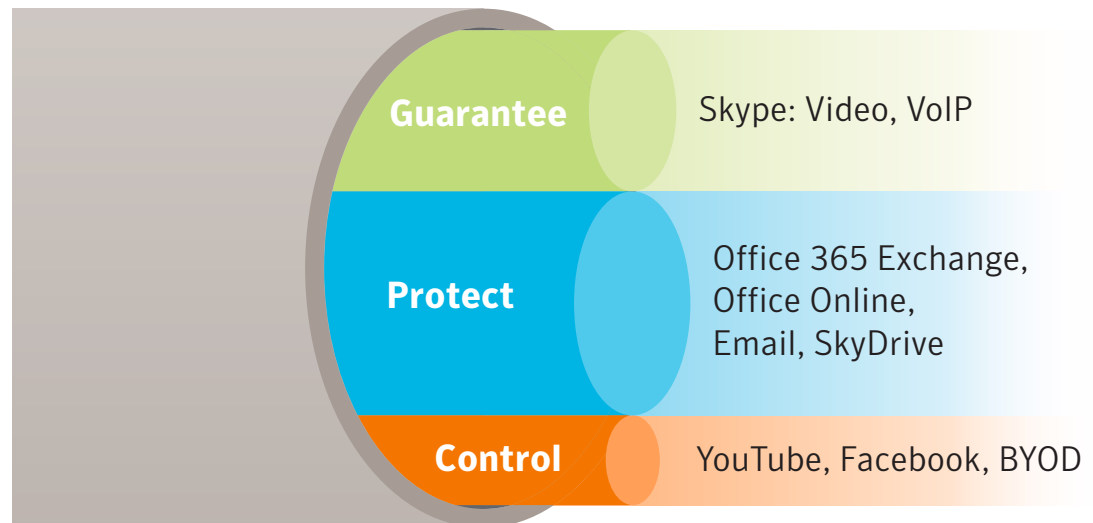 Guarantee
Skype: Video, VoIP
Protect
Office 365 Exchange,
Office Online,
Email, SkyDrive
Control
YouTube, Facebook, BYOD